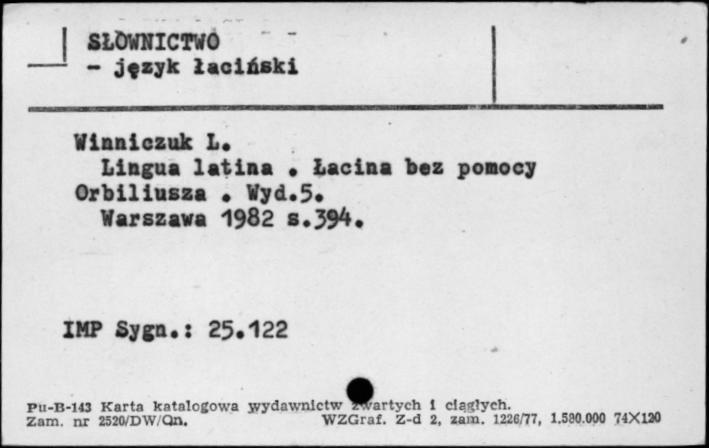 SŁOWNICTWO
- język łaciński
Winniczuk L.
Lingua latina . Łacina bez pomocy
Orbiliusza . Wyd.5.
Warszawa 1982 s.394.
IMP Sygn.: 25.122
Pu-B-143 Karta katalogowa wydawnictw zwartych i ciągłych.
Zam. nr 2520/DW/Qn. WZGraf. Z-d 2, zam. 1226/77, 1.580.000 74X120